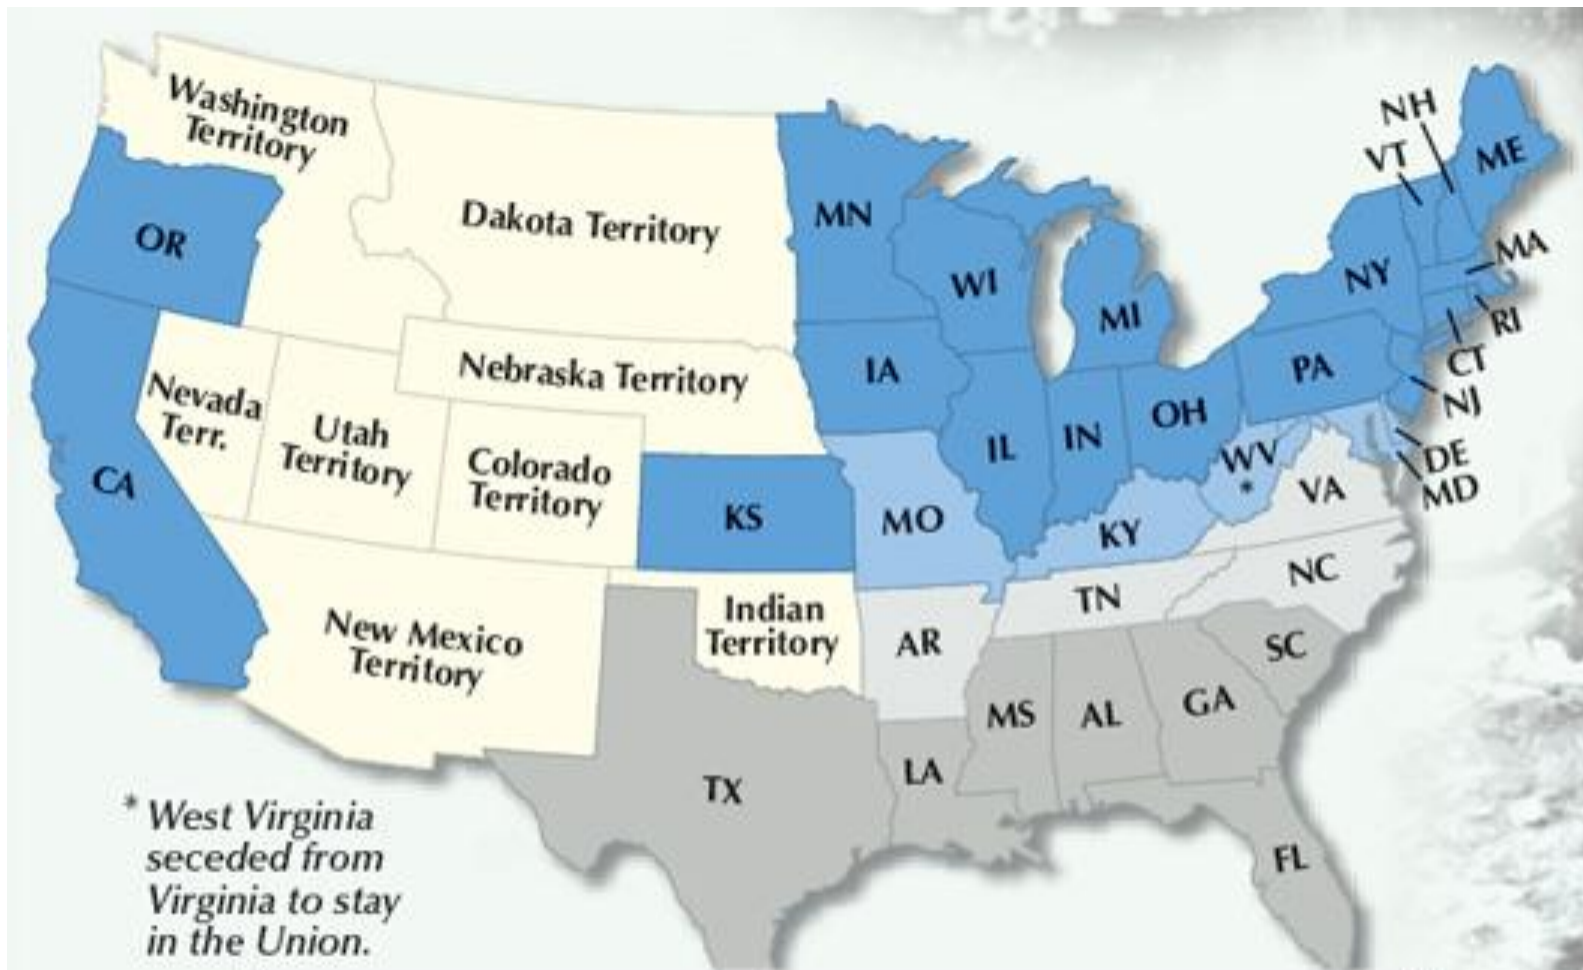 Washington
Territory
Dakota Territory
OR
MN
WI
MI
NH
VT
ME
NY
MA
RI
CT
NJ
PA
IA
Nebraska Territory
Nevada
Terr.
Utah
Territory
Colorado
Territory
IL
IN
OH
WV
*
DE
MD
VA
CA
KS
MO
KY
NC
TN
New Mexico
Territory
Indian
Territory
AR
SC
MS
AL
GA
TX
LA
FL
* West Virginia
seceded from
Virginia to stay
in the Union.